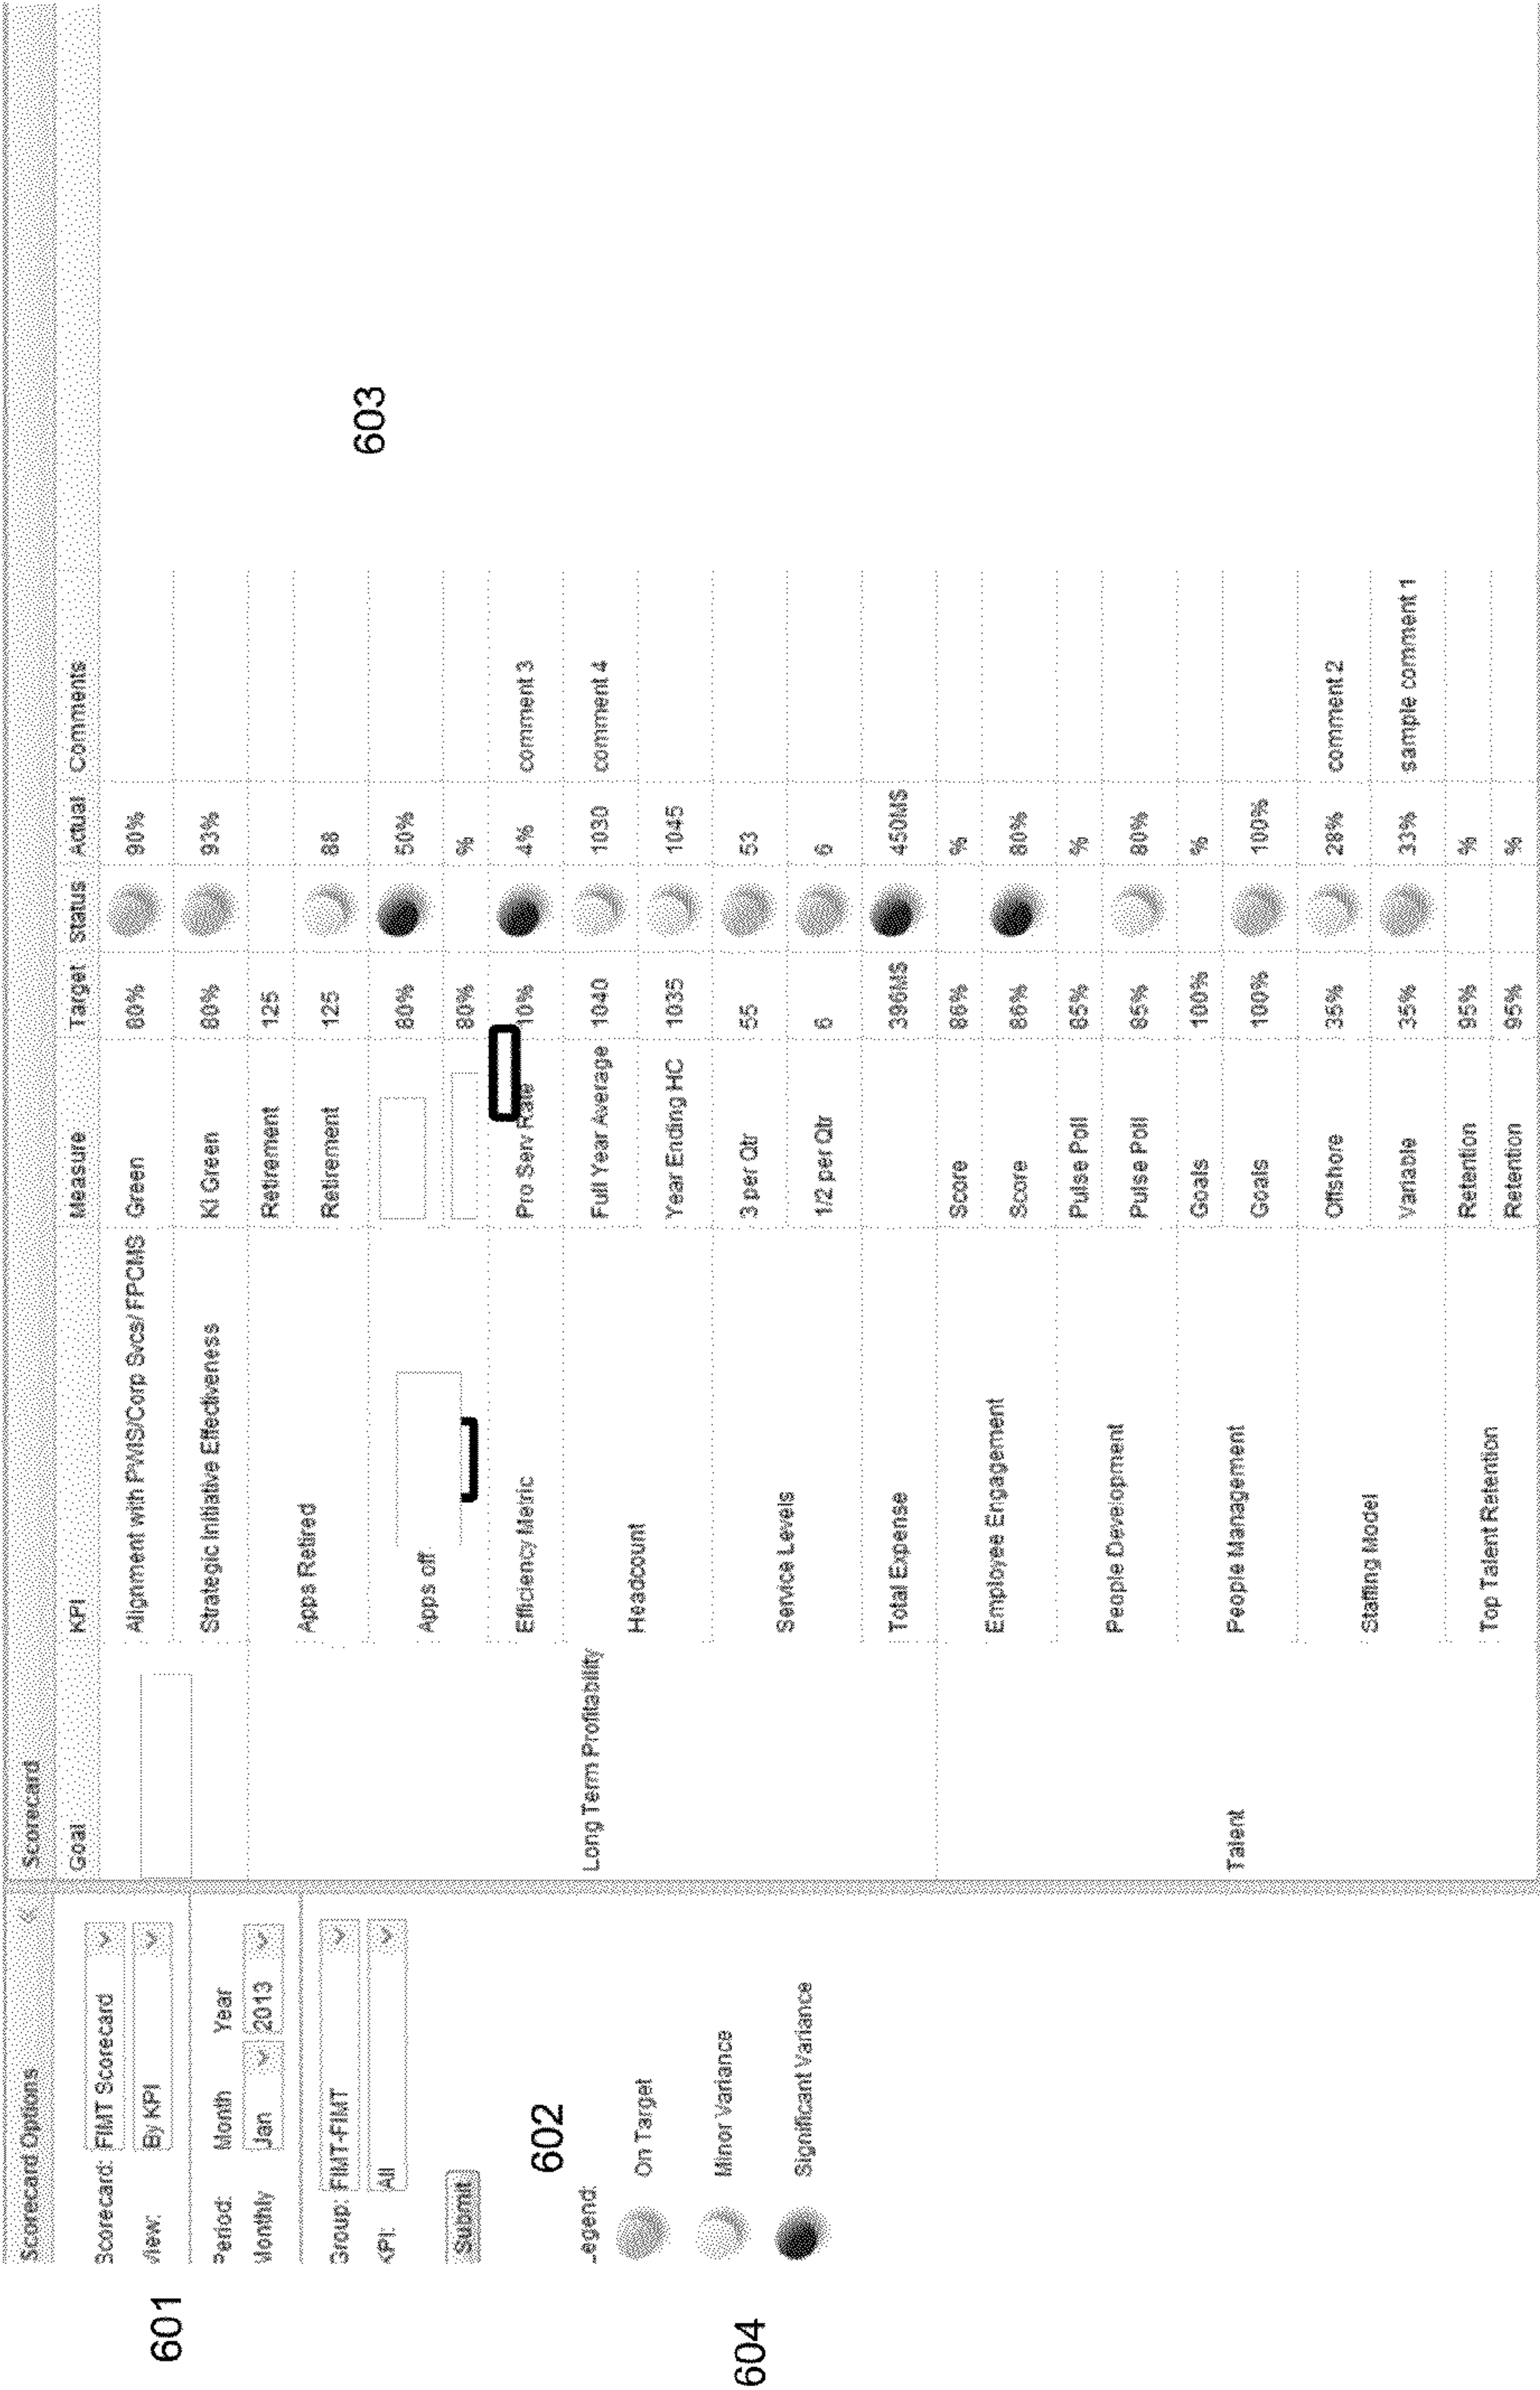 Scorecard Options
Scorecard: FIMT Scorecard
View: By KPI
Period: Month Year
Monthly Jan 2013
Group: FIMT-FIMT
KPI: All
Submit
Legend:
On Target
Minor Variance
Significant Variance
601
602
603
604
Scorecard
Goal KPI Measure Target Status Actual Comments
Alignment with PWIS/Corp Svcs/ FPCMS Green 80% 90%
Strategic Initiative Effectiveness KI Green 80% 93%
Long Term Profitability
Apps Retired
Retirement 125
Retirement 125 88
Apps off
80% 50%
80% %
Efficiency Metric Pro Serv Rate 10% 4% comment 3
Headcount
Full Year Average 1040 1030 comment 4
Year Ending HC 1035 1045
Service Levels
3 per Qtr 55 53
1/2 per Qtr 6 6
Total Expense 396M$ 450M$
Talent
Employee Engagement
Score 86% %
Score 86% 80%
People Development
Pulse Poll 85% %
Pulse Poll 85% 80%
People Management
Goals 100% %
Goals 100% 100%
Staffing Model
Offshore 35% 28% comment 2
Variable 35% 33% sample comment 1
Top Talent Retention
Retention 95% %
Retention 95% %